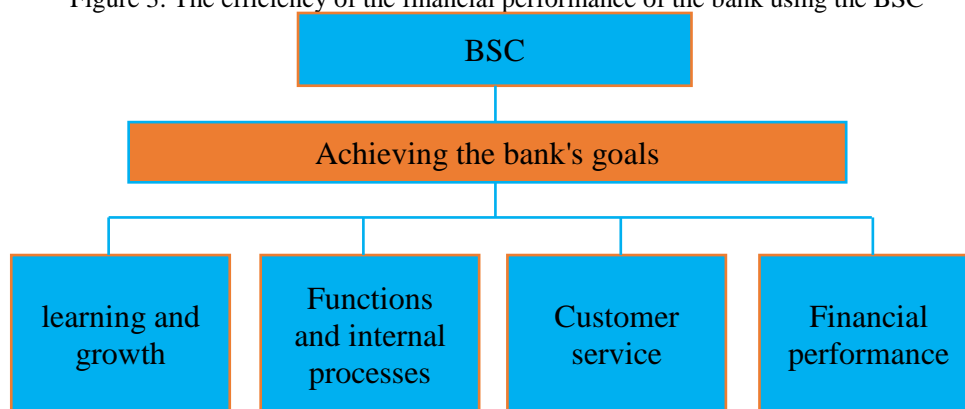 Figure 3: The efficiency of the financial performance of the bank using the BSC
BSC
Achieving the bank's goals
learning and
growth
Functions
and internal
processes
Customer
service
Financial
performance